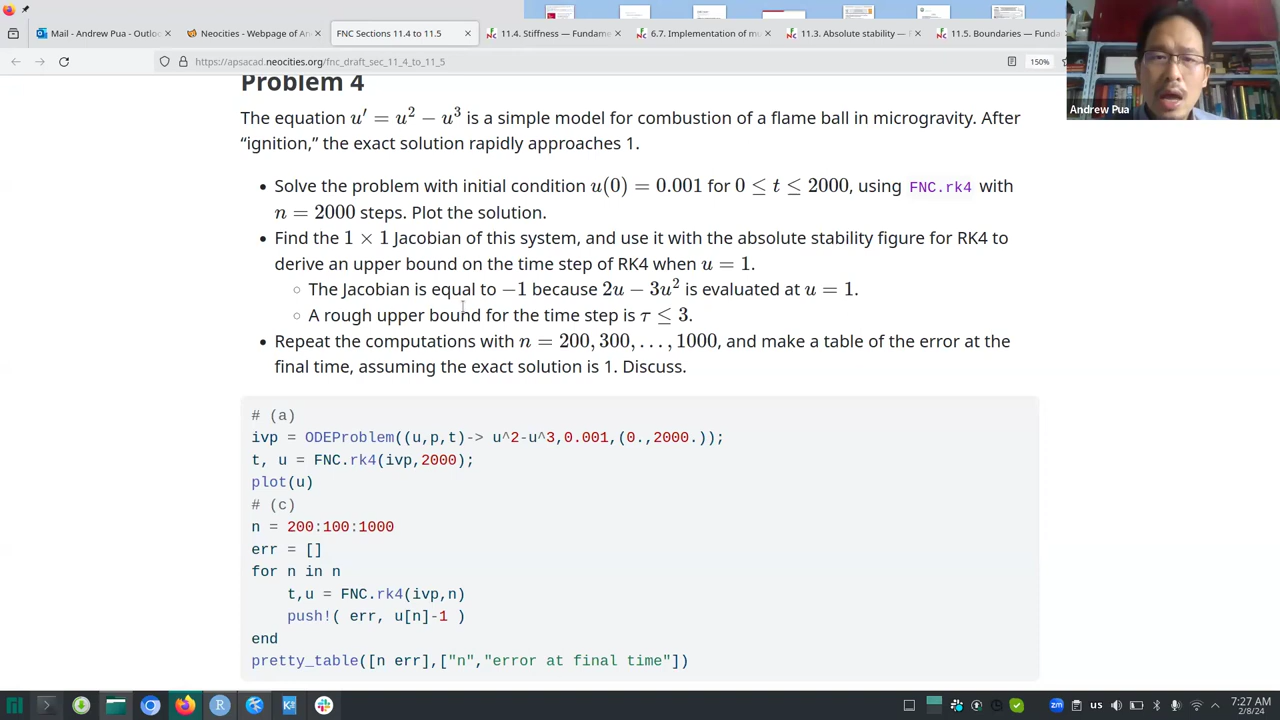 Mail - Andrew Pua - Outloo
Neocities - Webpage of An
FNC Sections 11.4 to 11.5
11.4. Stiffness — Fundame
6.7. Implementation of mu
11.3. Absolute stability — F
11.5. Boundaries — Funda
https://apsacad.neocities.org/fnc_draft_sec_11_4_to_11_5
150%
Andrew Pua
Problem 4
The equation u′ = u² − u³ is a simple model for combustion of a flame ball in microgravity. After
“ignition,” the exact solution rapidly approaches 1.
• Solve the problem with initial condition u(0) = 0.001 for 0 ≤ t ≤ 2000, using FNC.rk4 with
n = 2000 steps. Plot the solution.
• Find the 1 × 1 Jacobian of this system, and use it with the absolute stability figure for RK4 to
derive an upper bound on the time step of RK4 when u = 1.
◦ The Jacobian is equal to −1 because 2u − 3u² is evaluated at u = 1.
◦ A rough upper bound for the time step is τ ≤ 3.
• Repeat the computations with n = 200, 300, …, 1000, and make a table of the error at the
final time, assuming the exact solution is 1. Discuss.
# (a)
ivp = ODEProblem((u,p,t)-> u^2-u^3,0.001,(0.,2000.));
t, u = FNC.rk4(ivp,2000);
plot(u)
# (c)
n = 200:100:1000
err = []
for n in n
    t,u = FNC.rk4(ivp,n)
    push!( err, u[n]-1 )
end
pretty_table([n err],["n","error at final time"])
us
7:27 AM
2/8/24